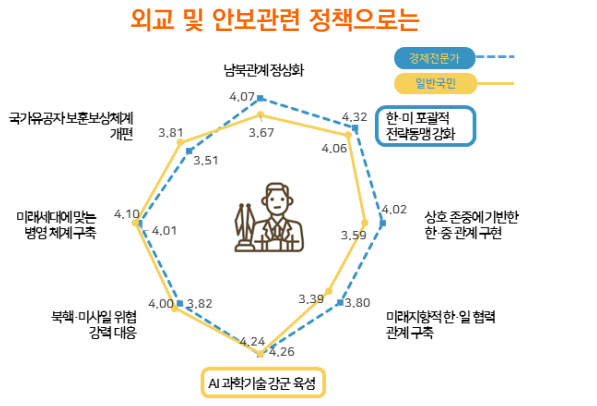 외교 및 안보관련 정책으로는
경제전문가
일반국민
남북관계 정상화
4.07
3.67
한·미 포괄적
전략동맹 강화
4.32
4.06
상호 존중에 기반한
한·중 관계 구현
4.02
3.59
미래지향적 한·일 협력
관계 구축
3.39
3.80
AI 과학기술 강군 육성
4.24
4.26
북핵·미사일 위협
강력 대응
4.00
3.82
미래세대에 맞는
병영 체계 구축
4.10
4.01
국가유공자 보훈보상체계
개편
3.81
3.51